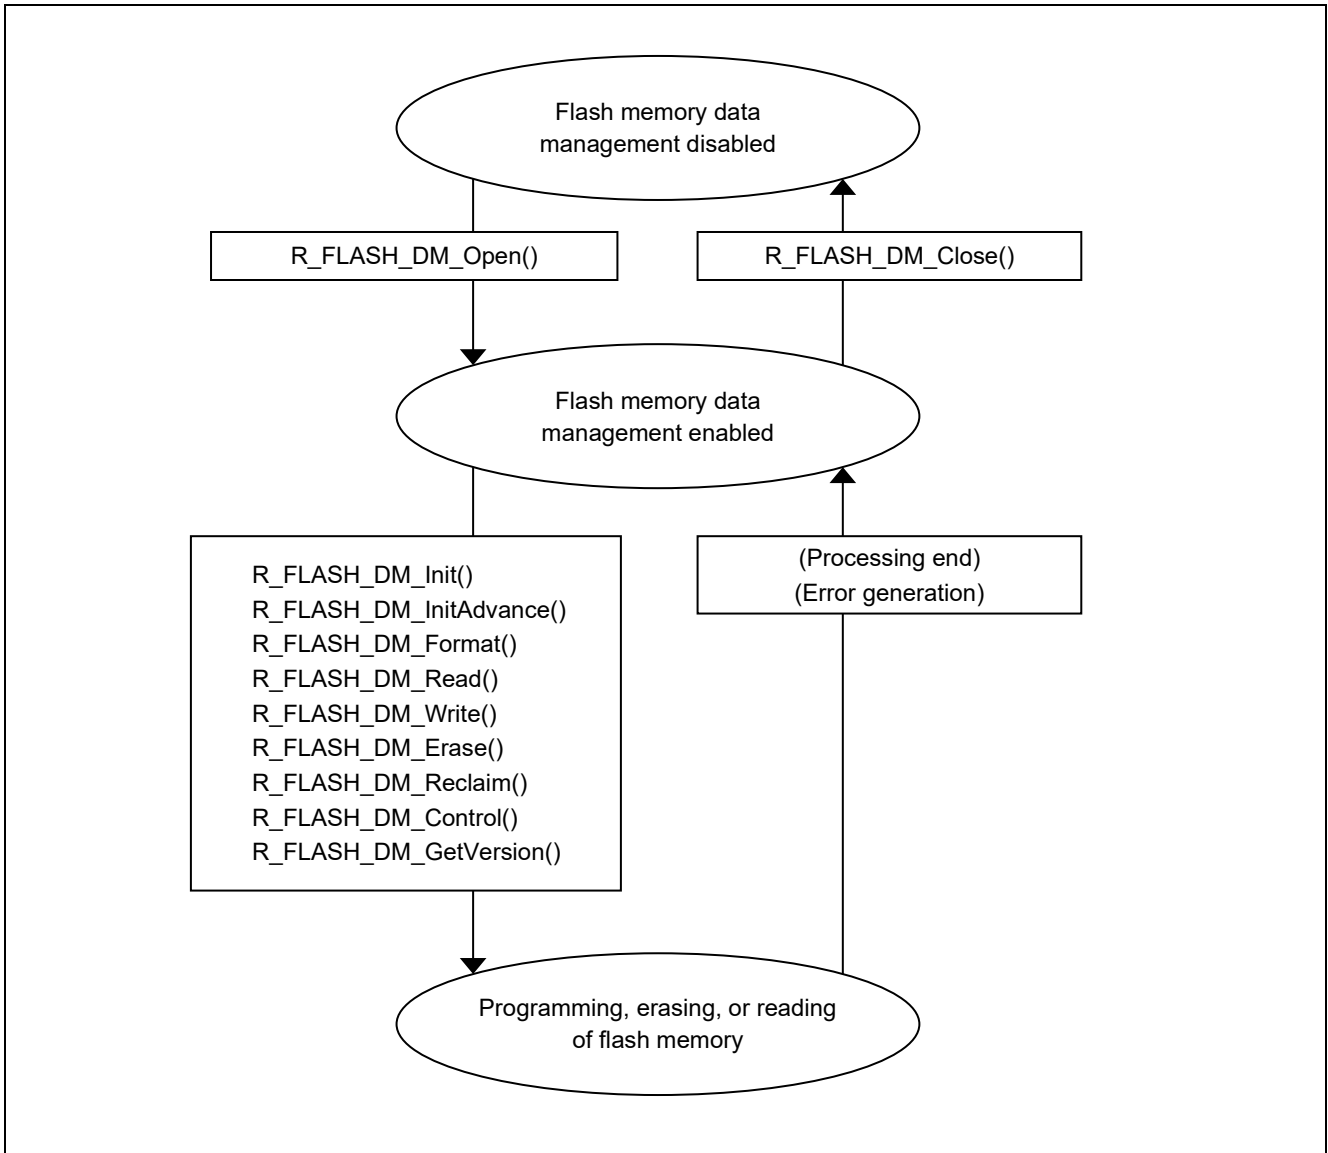 Flash memory data
management disabled
R_FLASH_DM_Open()
R_FLASH_DM_Close()
Flash memory data
management enabled
R_FLASH_DM_Init()
R_FLASH_DM_InitAdvance()
R_FLASH_DM_Format()
R_FLASH_DM_Read()
R_FLASH_DM_Write()
R_FLASH_DM_Erase()
R_FLASH_DM_Reclaim()
R_FLASH_DM_Control()
R_FLASH_DM_GetVersion()
(Processing end)
(Error generation)
Programming, erasing, or reading
of flash memory